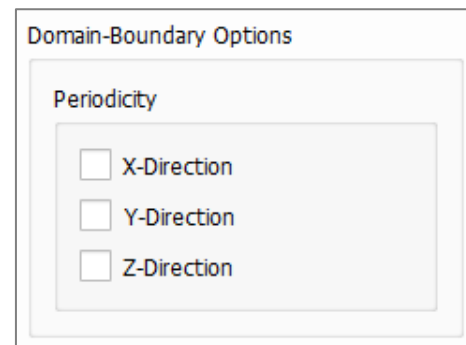 Domain-Boundary Options
Periodicity
X-Direction
Y-Direction
Z-Direction